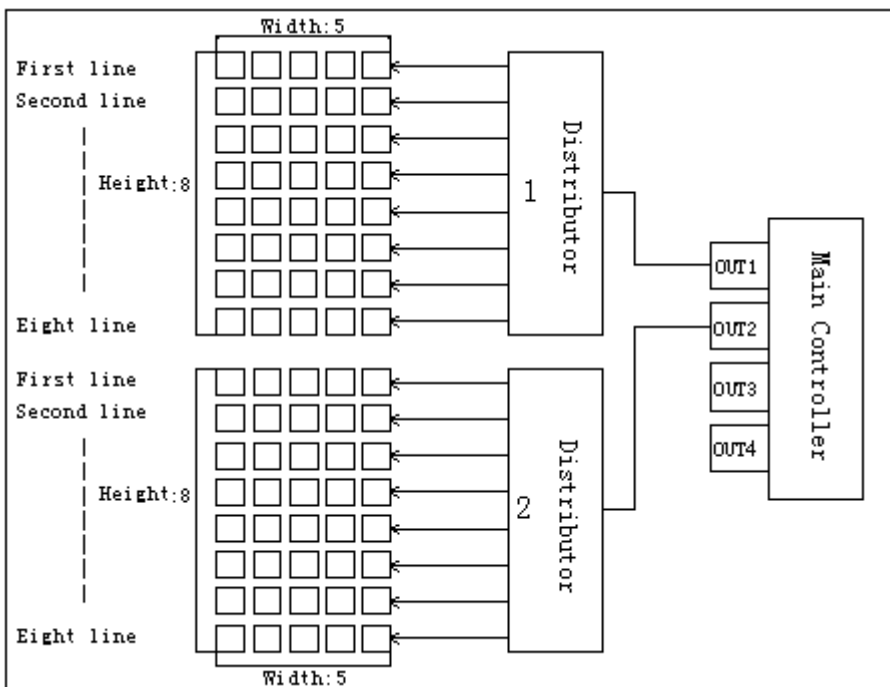 Width:5
First line
Second line
Height:8
Eight line
1
Distributor
First line
Second line
Height:8
Eight line
Width:5
2
Distributor
OUT1
OUT2
OUT3
OUT4
Main Controller